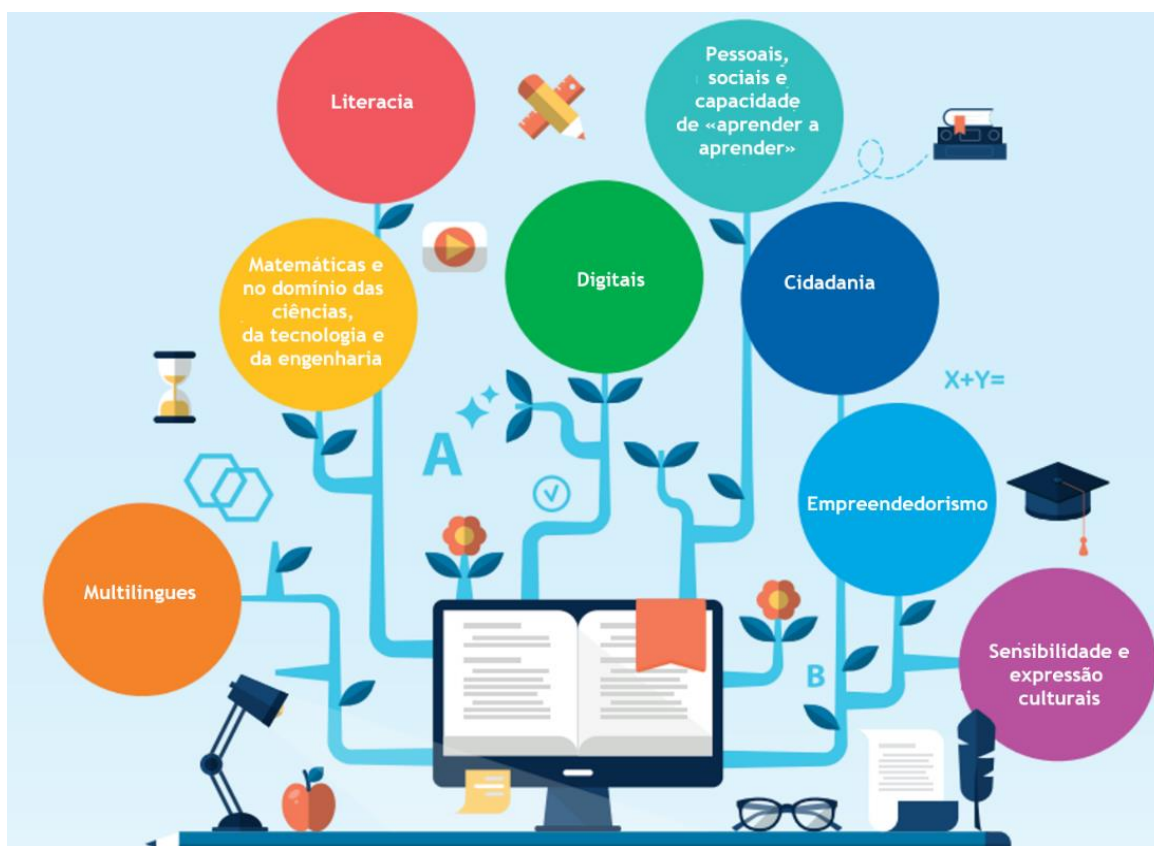 Literacia
Pessoais,
sociais e
capacidade
de «aprender a
aprender»
Matemáticas e
no domínio das
ciências,
da tecnologia e
da engenharia
Digitais
Cidadania
X+Y=
A
Empreendedorismo
Multilingues
B
Sensibilidade e
expressão
culturais